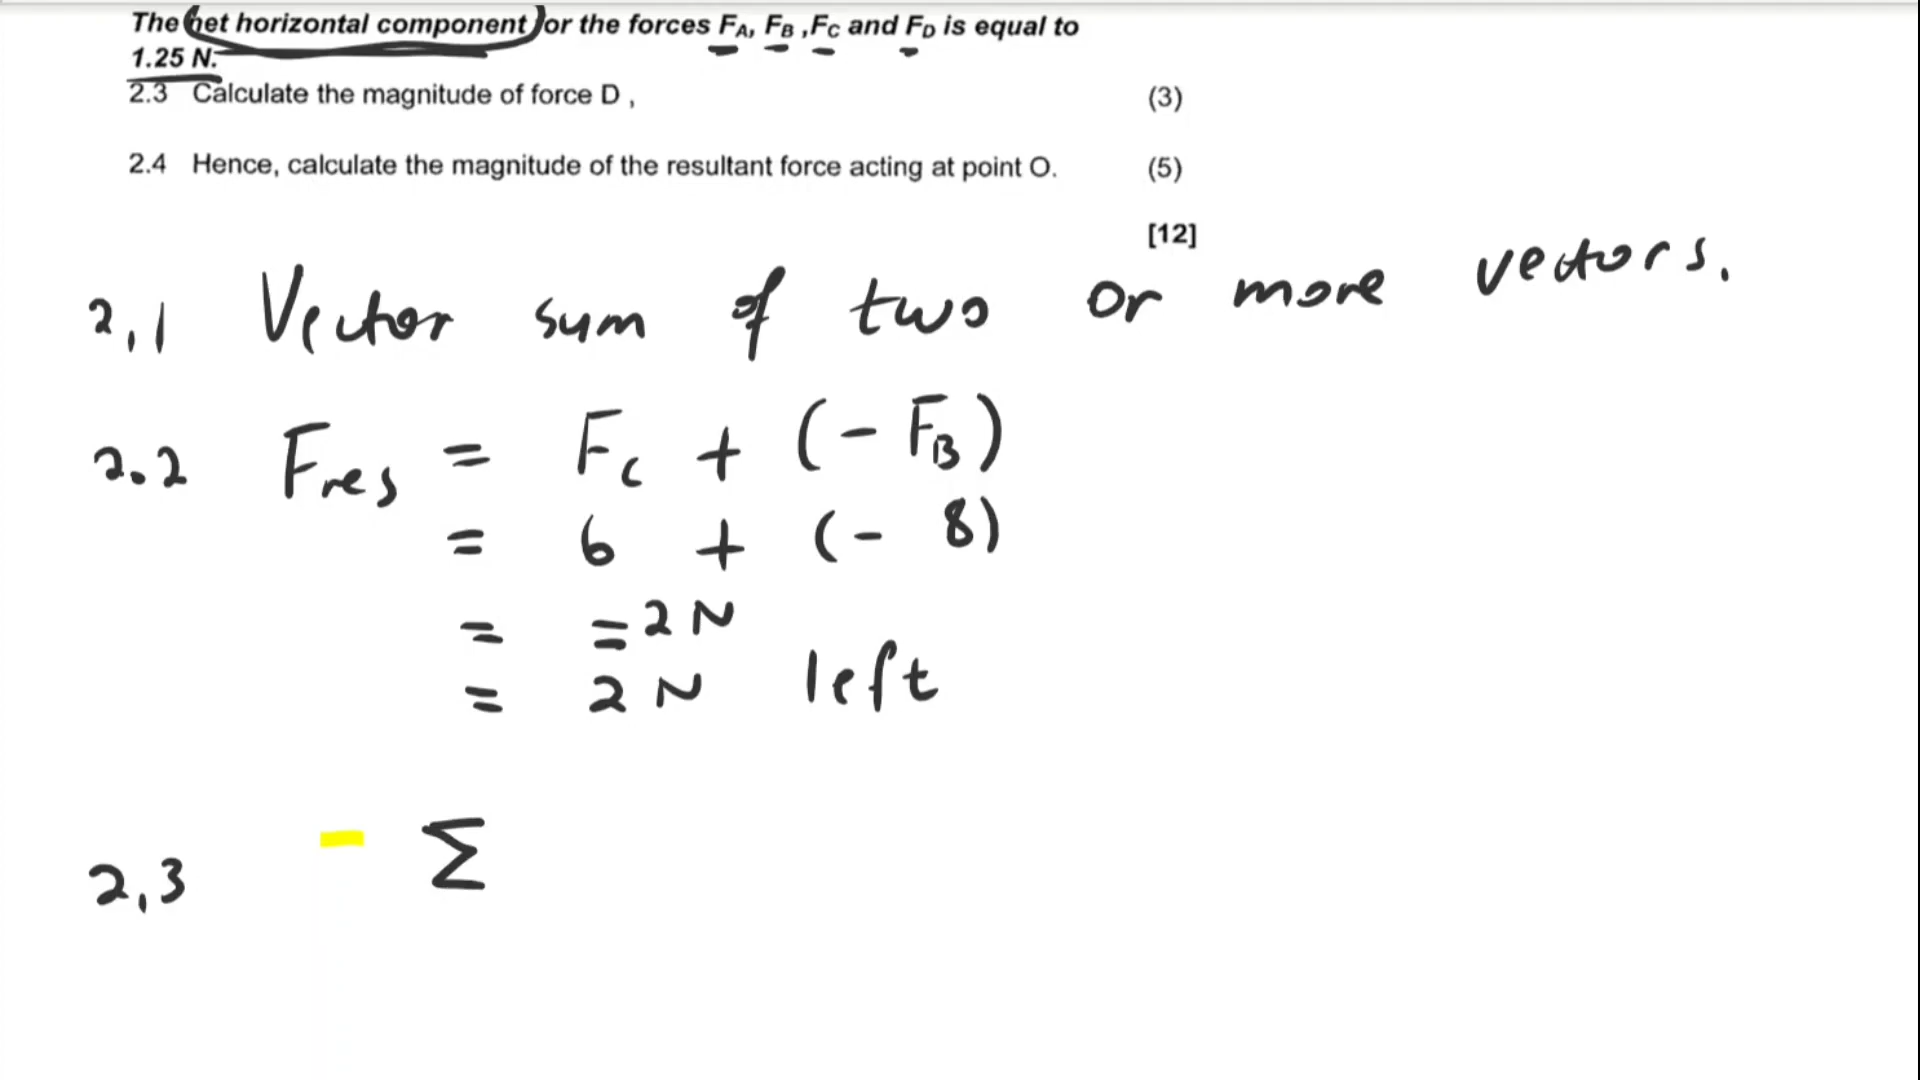 The net horizontal component for the forces FA, FB ,FC and FD is equal to
1.25 N.
2.3 Calculate the magnitude of force D , (3)
2.4 Hence, calculate the magnitude of the resultant force acting at point O. (5)
[12]
2,1 Vector sum of two or more vectors.
2.2 Fres = Fc + (- FB)
= 6 + (- 8)
= -2N
= 2N left
2,3 - Σ